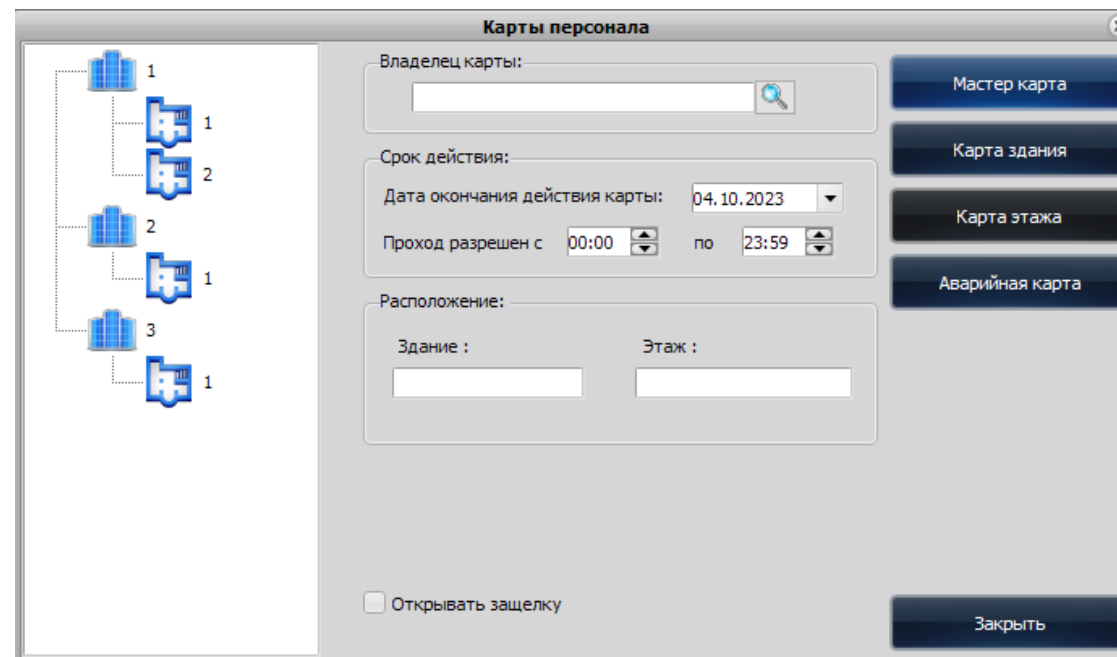 Карты персонала
1
1
2
2
1
3
1
Владелец карты:
Срок действия:
Дата окончания действия карты: 04.10.2023
Проход разрешен с 00:00 по 23:59
Расположение:
Здание : Этаж :
Открывать защелку
Мастер карта
Карта здания
Карта этажа
Аварийная карта
Закрыть